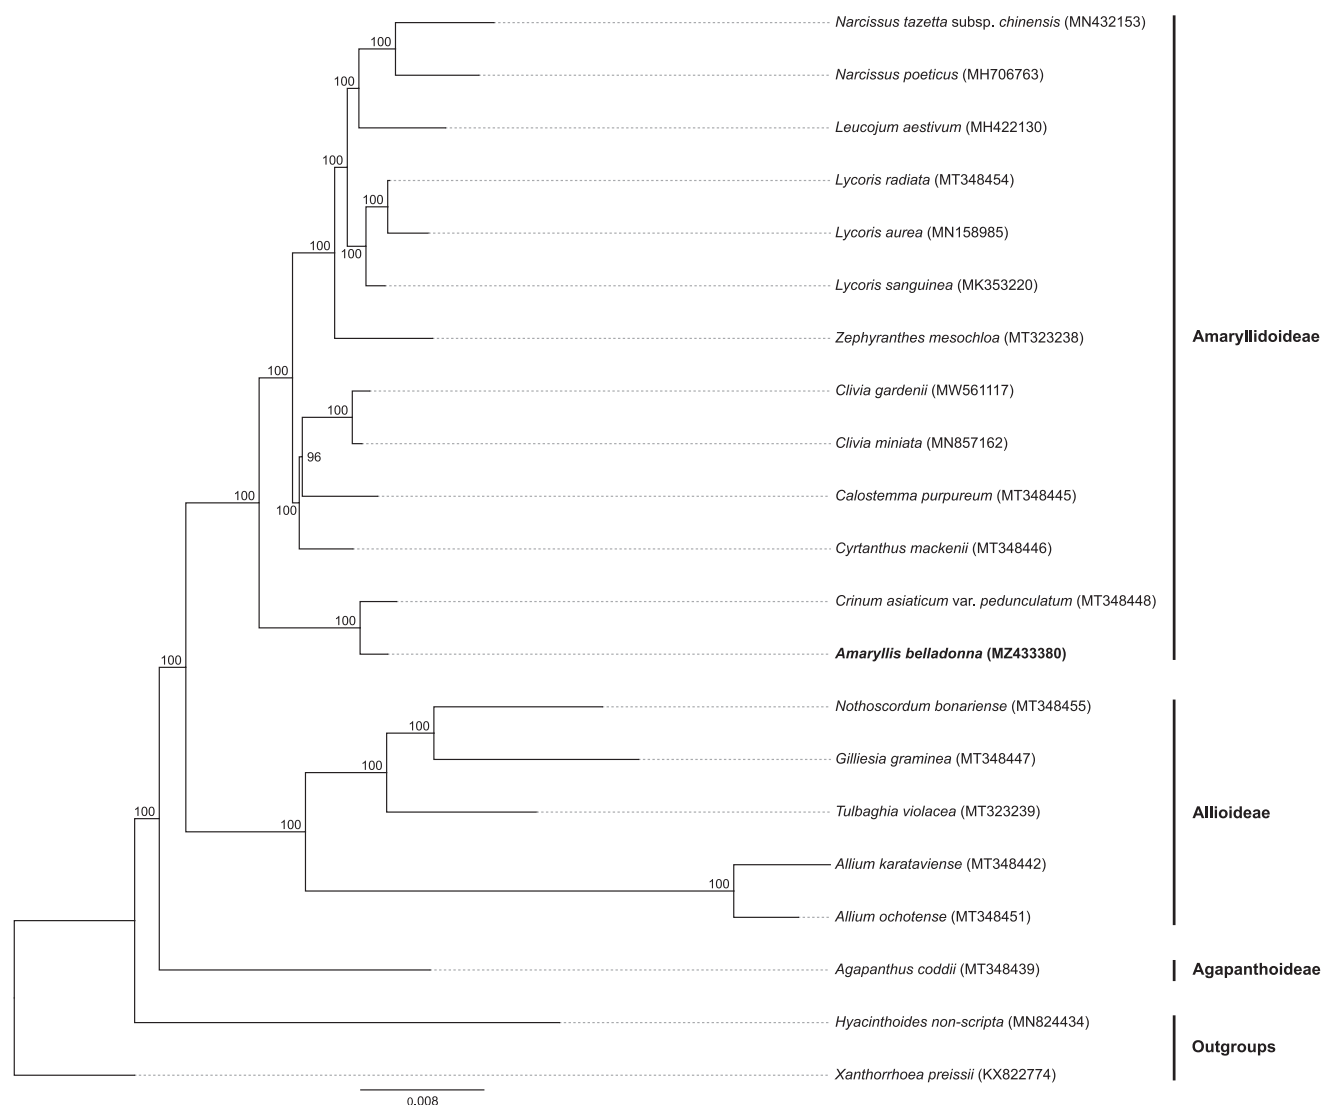 Narcissus tazetta subsp. chinensis (MN432153)
100
Narcissus poeticus (MH706763)
100
Leucojum aestivum (MH422130)
100
Lycoris radiata (MT348454)
100
Lycoris aurea (MN158985)
100
100
Lycoris sanguinea (MK353220)
Zephyranthes mesochloa (MT323238)
Amaryllidoideae
100
Clivia gardenii (MW561117)
100
Clivia miniata (MN857162)
96
Calostemma purpureum (MT348445)
100
100
Cyrtanthus mackenii (MT348446)
Crinum asiaticum var. pedunculatum (MT348448)
100
Amaryllis belladonna (MZ433380)
100
Nothoscordum bonariense (MT348455)
100
Gilliesia graminea (MT348447)
100
Tulbaghia violacea (MT323239)
Allioideae
100
100
Allium karataviense (MT348442)
100
Allium ochotense (MT348451)
Agapanthus coddii (MT348439)
Agapanthoideae
Hyacinthoides non-scripta (MN824434)
Outgroups
Xanthorrhoea preissii (KX822774)
0.008